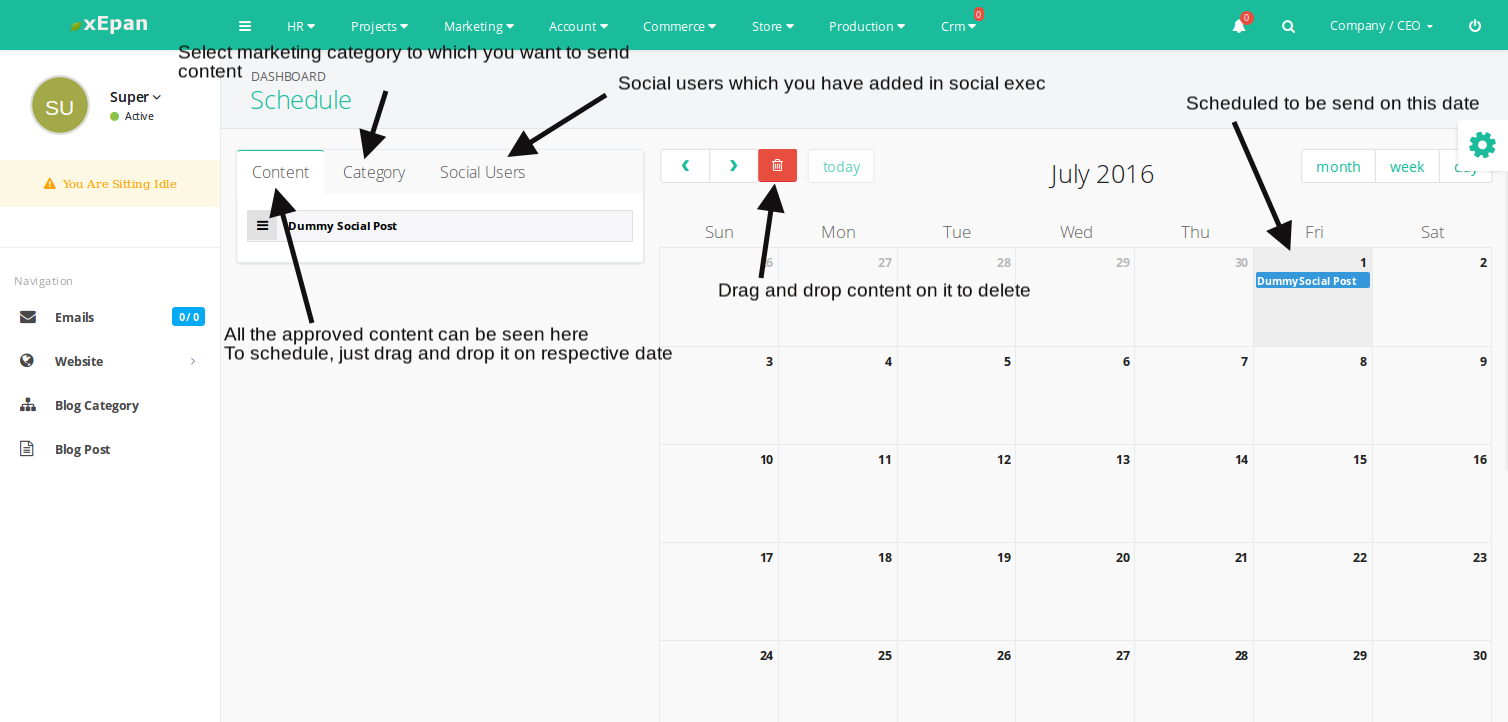 xEpan
HR
Projects
Marketing
Account
Commerce
Store
Production
Crm
0
0
Company / CEO
Select marketing category to which you want to send
content
DASHBOARD
Schedule
Social users which you have added in social exec
Scheduled to be send on this date
SU
Super
Active
You Are Sitting Idle
Navigation
Emails
0 / 0
Website
Blog Category
Blog Post
Content
Category
Social Users
Dummy Social Post
All the approved content can be seen here
To schedule, just drag and drop it on respective date
today
July 2016
month
week
day
Drag and drop content on it to delete
Sun Mon Tue Wed Thu Fri Sat
26 27 28 29 30 1 2
DummySocial Post
3 4 5 6 7 8 9
10 11 12 13 14 15 16
17 18 19 20 21 22 23
24 25 26 27 28 29 30